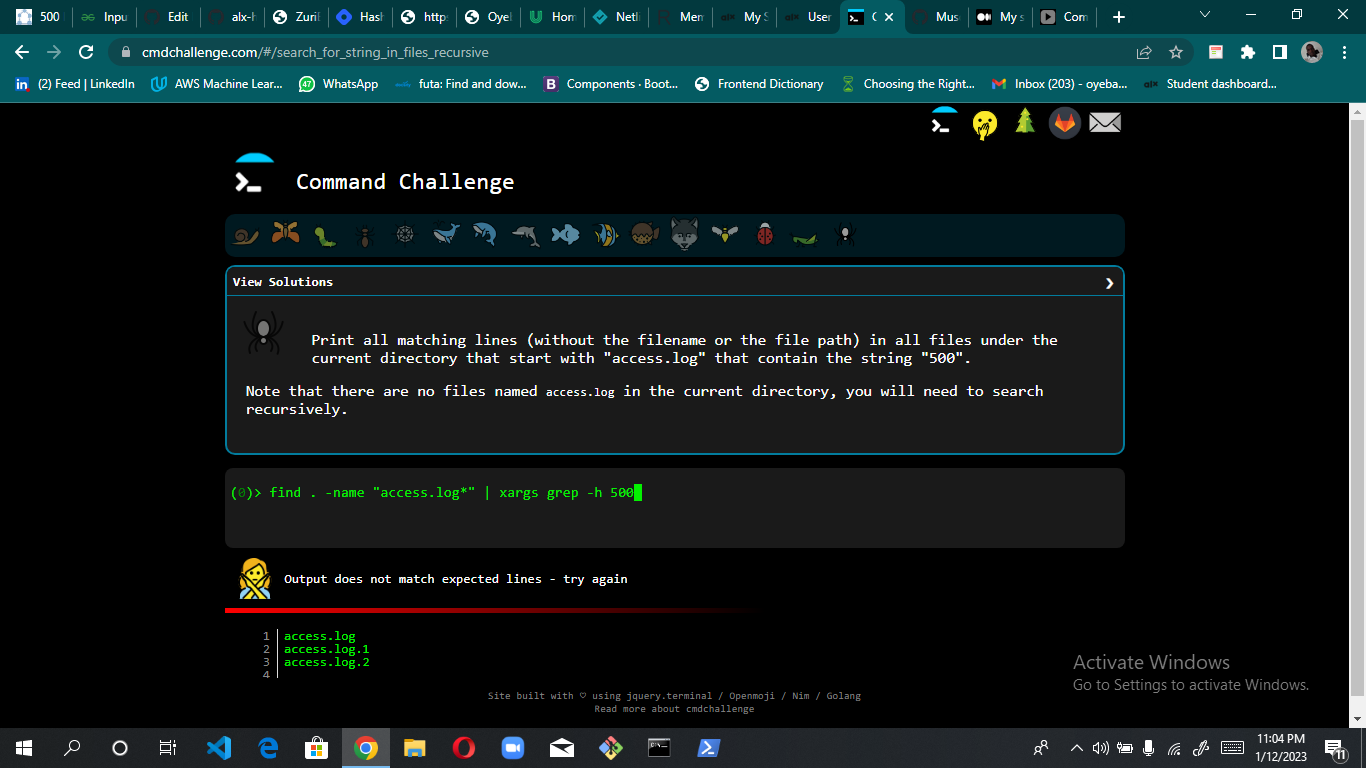 500
Inpu
Edit
alx-h
Zuril
Hash
http:
Oyel
Hom
Netli
Men
My S
User
C
Mus
My s
Com
cmdchallenge.com/#/search_for_string_in_files_recursive
(2) Feed | LinkedIn
AWS Machine Lear...
47
WhatsApp
futa: Find and dow...
Components · Boot...
Frontend Dictionary
Choosing the Right...
Inbox (203) - oyeba...
Student dashboard...
Command Challenge
View Solutions
Print all matching lines (without the filename or the file path) in all files under the
current directory that start with "access.log" that contain the string "500".
Note that there are no files named access.log in the current directory, you will need to search
recursively.
(0)> find . -name "access.log*" | xargs grep -h 500
Output does not match expected lines - try again
1 access.log
2 access.log.1
3 access.log.2
4
Activate Windows
Go to Settings to activate Windows.
Site built with ♡ using jquery.terminal / Openmoji / Nim / Golang
Read more about cmdchallenge
11:04 PM
1/12/2023
11